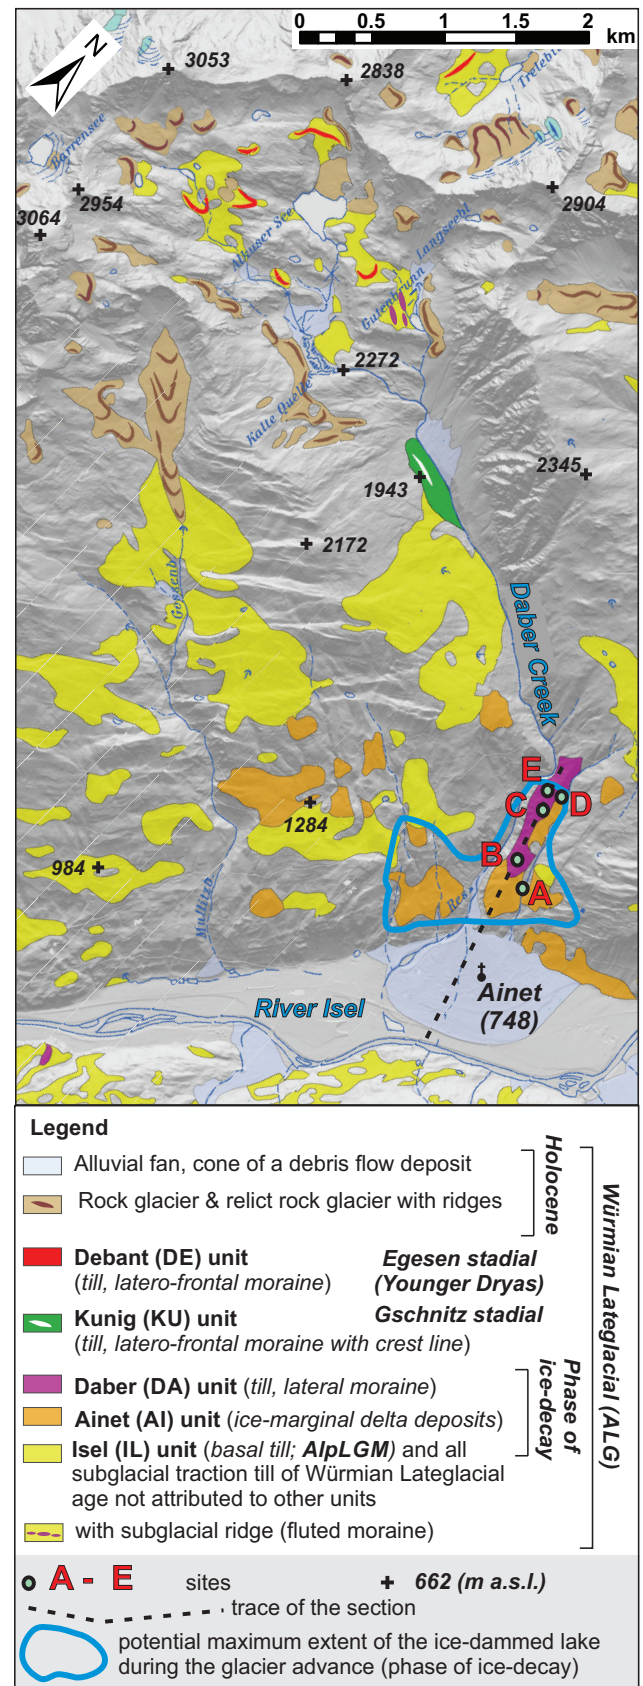 N
0 0.5 1 1.5 2
km
3053
2838
Barrensee
2954
3064
2904
Alkuser See
Langseebl
Gutenbrunn
2272
Kalte Quelle
1943
2345
2172
Gossenb.
Daber Creek
E
C
D
1284
B
984
A
Mullitzb.
Res.
Ainet
(748)
River Isel
Legend
Alluvial fan, cone of a debris flow deposit
Rock glacier & relict rock glacier with ridges
Holocene
Debant (DE) unit
(till, latero-frontal moraine)
Egesen stadial
(Younger Dryas)
Kunig (KU) unit
(till, latero-frontal moraine with crest line)
Gschnitz stadial
Daber (DA) unit (till, lateral moraine)
Ainet (AI) unit (ice-marginal delta deposits)
Isel (IL) unit (basal till; AlpLGM) and all
subglacial traction till of Würmian Lateglacial
age not attributed to other units
with subglacial ridge (fluted moraine)
Phase of
ice-decay
Würmian Lateglacial (ALG)
A - E sites
662 (m a.s.l.)
trace of the section
potential maximum extent of the ice-dammed lake
during the glacier advance (phase of ice-decay)